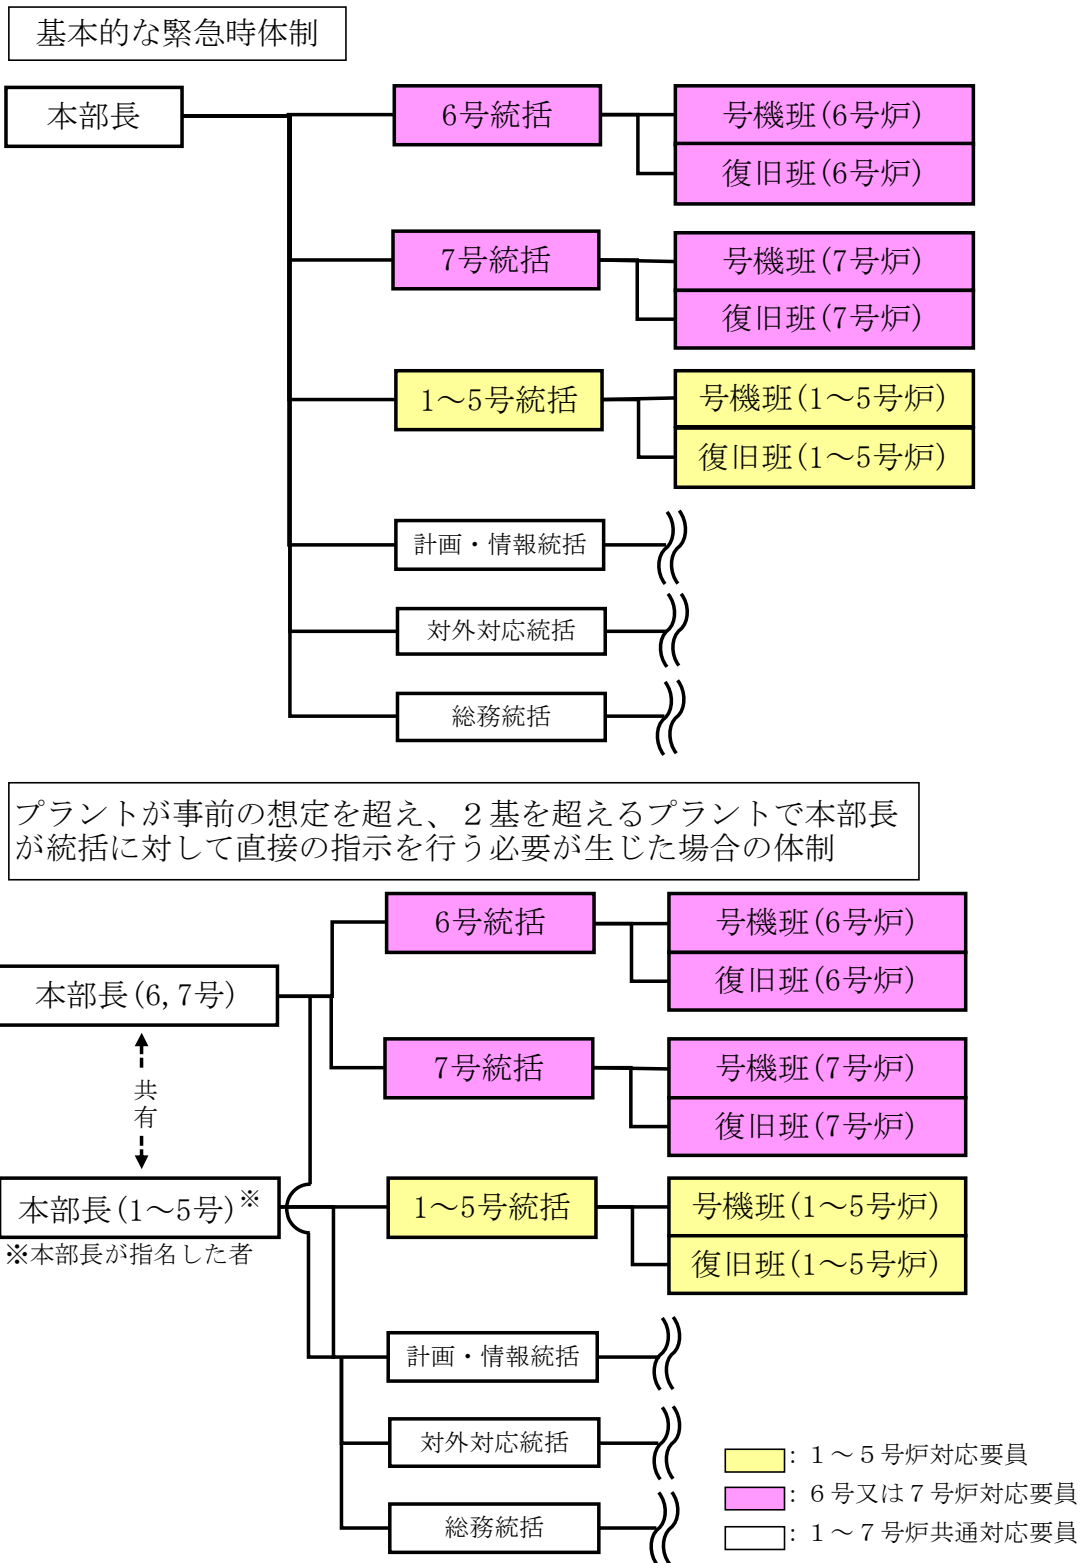 基本的な緊急時体制
本部長
6号統括
号機班(6号炉)
復旧班(6号炉)
7号統括
号機班(7号炉)
復旧班(7号炉)
1～5号統括
号機班(1～5号炉)
復旧班(1～5号炉)
計画・情報統括
対外対応統括
総務統括
プラントが事前の想定を超え、２基を超えるプラントで本部長
が統括に対して直接の指示を行う必要が生じた場合の体制
6号統括
号機班(6号炉)
復旧班(6号炉)
本部長(6,7号)
7号統括
号機班(7号炉)
復旧班(7号炉)
共有
本部長(1～5号)※
※本部長が指名した者
1～5号統括
号機班(1～5号炉)
復旧班(1～5号炉)
計画・情報統括
対外対応統括
総務統括
：１～５号炉対応要員
：６号又は７号炉対応要員
：１～７号炉共通対応要員